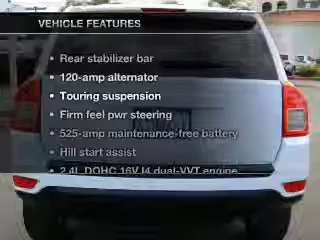 VEHICLE FEATURES
• Rear stabilizer bar
• 120-amp alternator
• Touring suspension
• Firm feel pwr steering
• 525-amp maintenance-free battery
• Hill start assist
• 2.4L DOHC 16V I4 dual-VVT engine